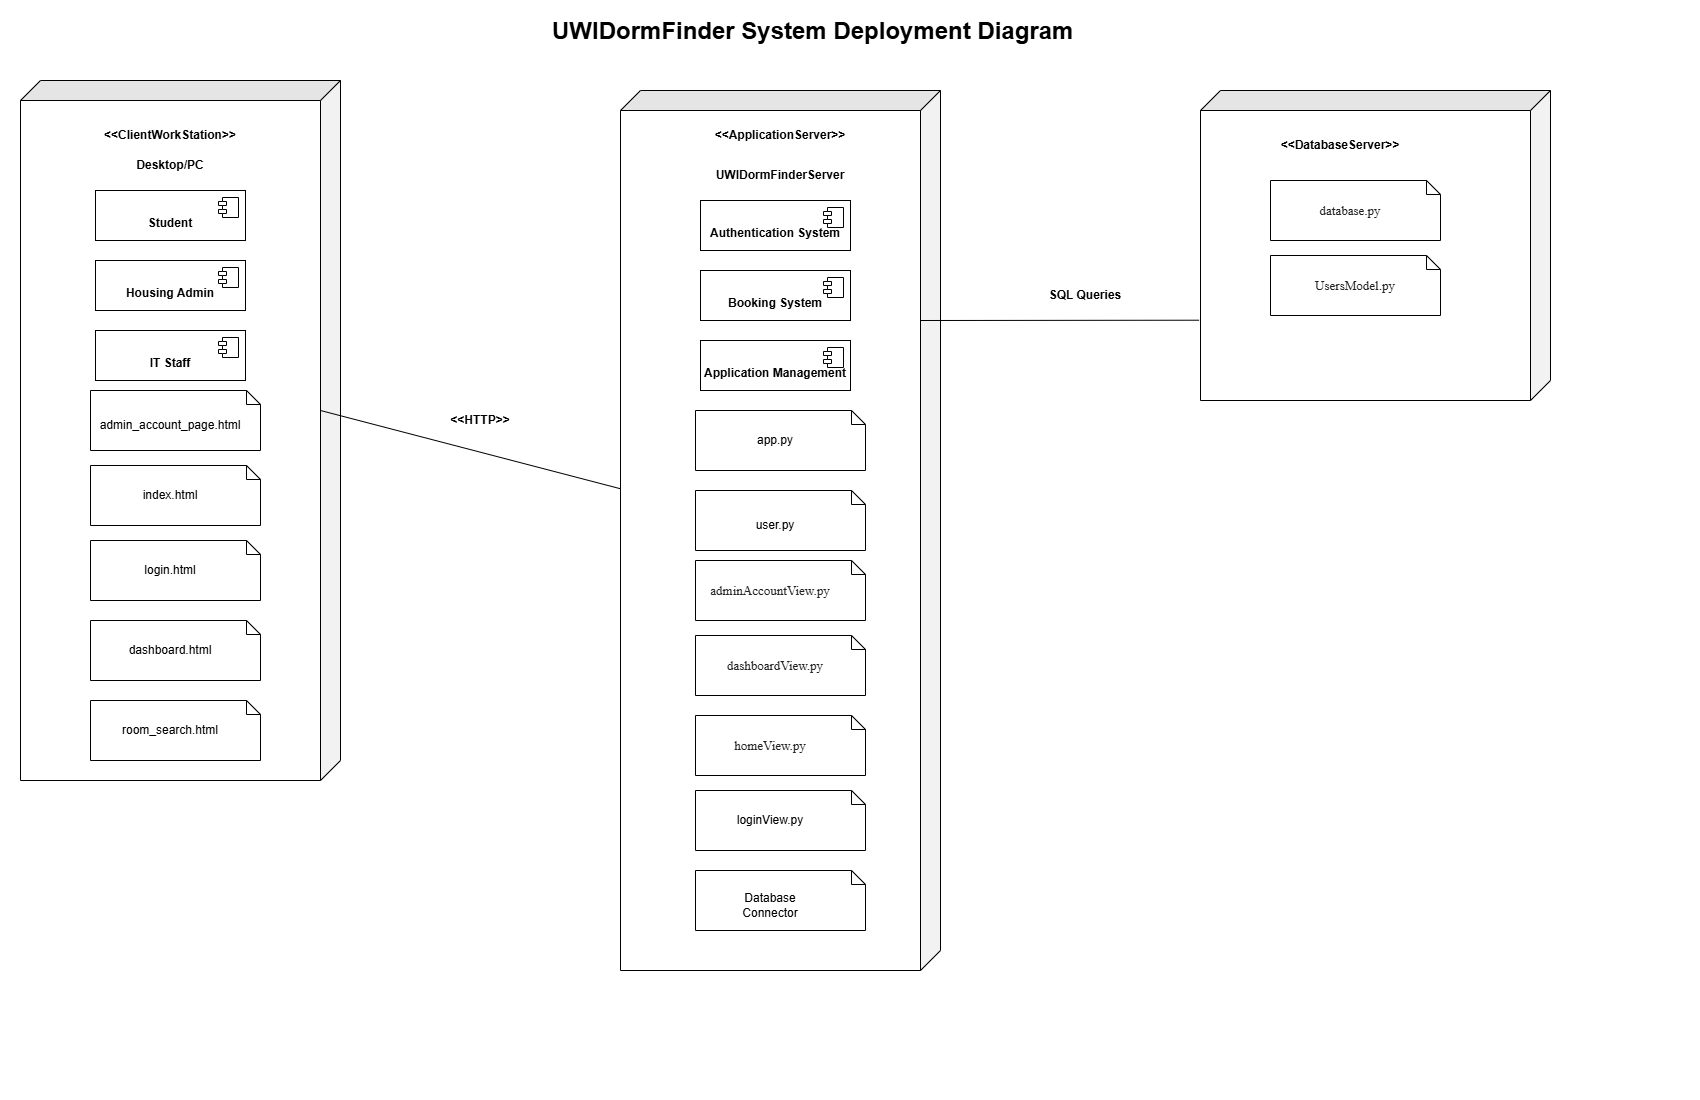 UWIDormFinder System Deployment Diagram
<<ClientWorkStation>>
Desktop/PC
Student
Housing Admin
IT Staff
admin_account_page.html
index.html
login.html
dashboard.html
room_search.html
<<HTTP>>
<<ApplicationServer>>
UWIDormFinderServer
Authentication System
Booking System
Application Management
app.py
user.py
adminAccountView.py
dashboardView.py
homeView.py
loginView.py
Database
Connector
SQL Queries
<<DatabaseServer>>
database.py
UsersModel.py